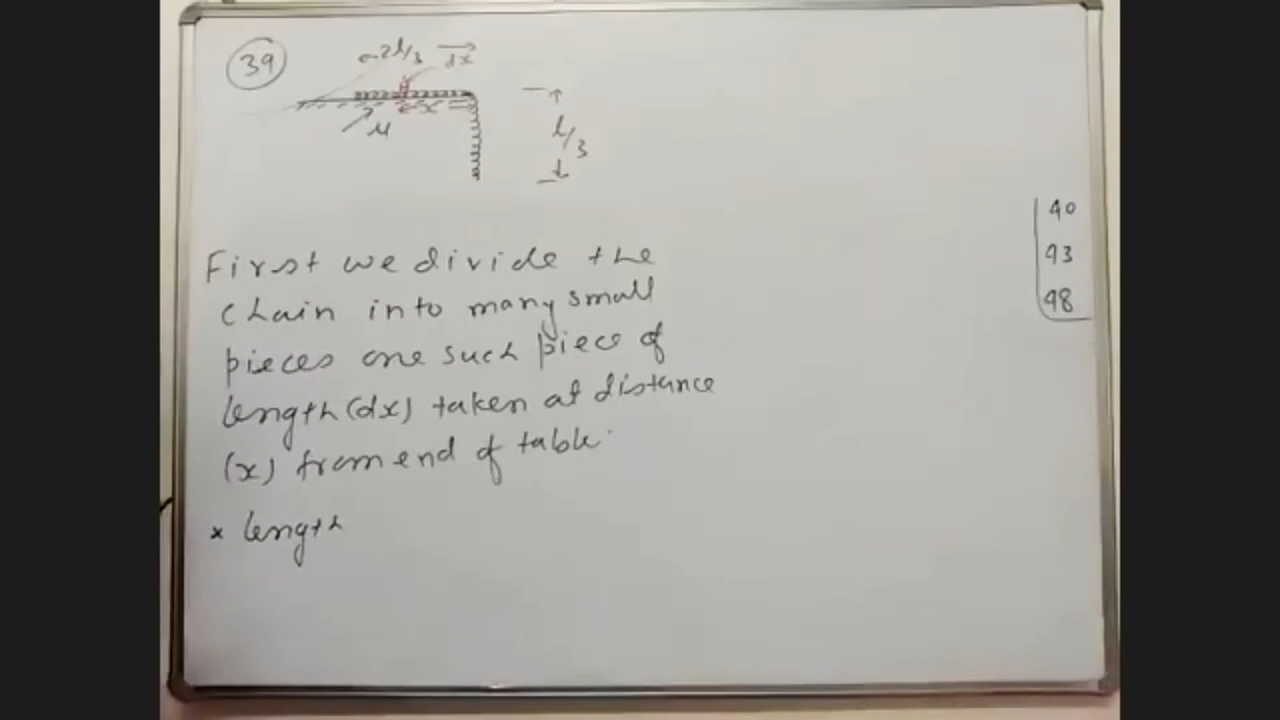 39
2l/3
dx
x
μ
l/3
40
93
98
First we divide the
chain into many small
pieces one such piece of
length (dx) taken at distance
(x) from end of table.
* length